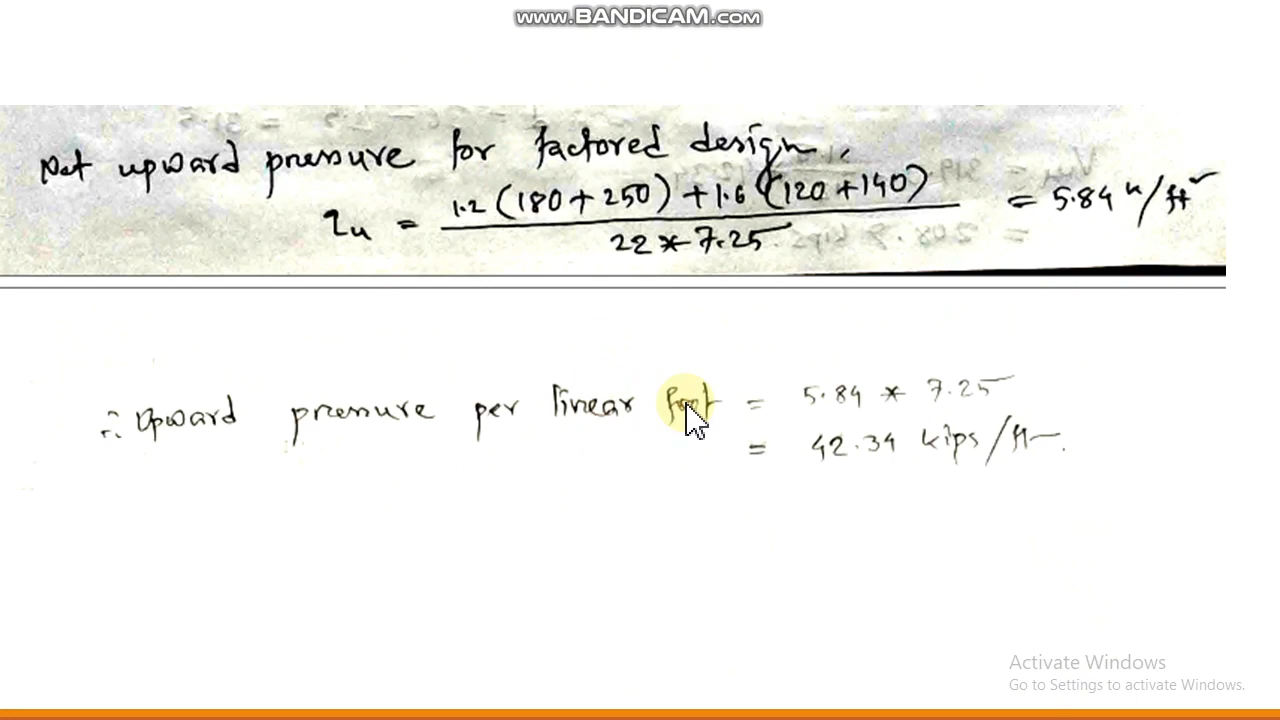 www.BANDICAM.com
Net upward pressure for factored design,
qu = 1.2 (180 + 250) + 1.6 (120 + 140) / 22 * 7.25 = 5.84 k/ft²
∴ Upward pressure per linear foot = 5.84 * 7.25
= 42.34 kips/ft.
Activate Windows
Go to Settings to activate Windows.